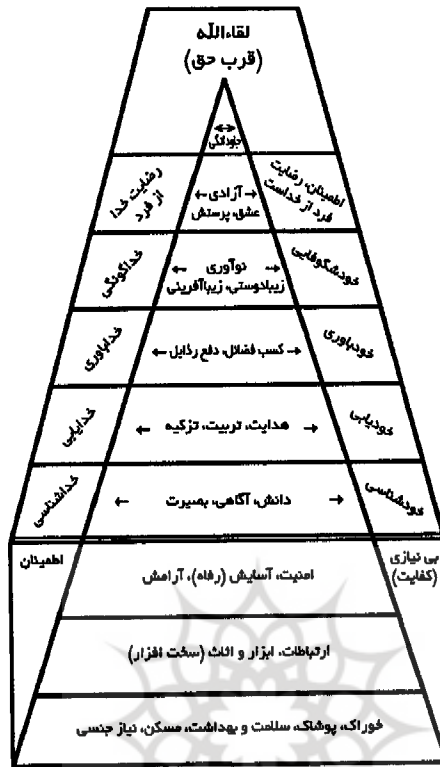 لقاءالله
(قرب حق)
جاودانگی
اطمینان، رضایت
فرد از خداست
آزادی
عشق، پرستش
رضایت خدا
از فرد
خودشکوفایی
نوآوری
زیبادوستی، زیباآفرینی
خداگونگی
خودباوری
کسب فضائل، دفع رذایل
خداباوری
خودیابی
هدایت، تربیت، تزکیه
خدایابی
خودشناسی
دانش، آگاهی، بصیرت
خداشناسی
بی نیازی
(کفایت)
امنیت، آسایش (رفاه)، آرامش
اطمینان
ارتباطات، ابزار و اثاث (سخت افزار)
خوراک، پوشاک، سلامت و بهداشت، مسکن، نیاز جنسی